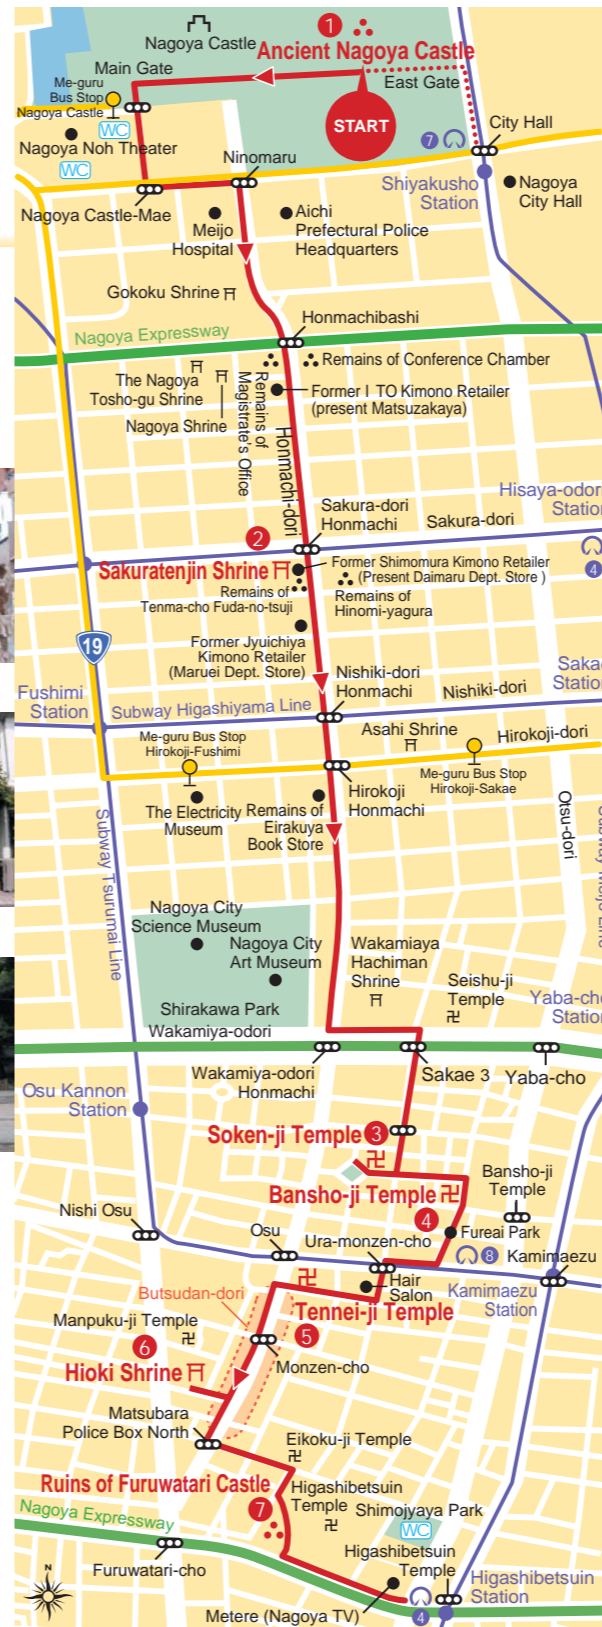 1
Nagoya Castle
Ancient Nagoya Castle
Main Gate
East Gate
Me-guru
Bus Stop
Nagoya Castle
START
WC
Nagoya Noh Theater
WC
7
City Hall
Ninomaru
Shiyakusho
Station
Nagoya
City Hall
Nagoya Castle-Mae
Meijo
Hospital
Aichi
Prefectural Police
Headquarters
Gokoku Shrine
Honmachibashi
Nagoya Expressway
Remains of Conference Chamber
The Nagoya
Tosho-gu Shrine
Nagoya Shrine
Remains of
Magistrate's Office
Former I TO Kimono Retailer
(present Matsuzakaya)
Honmachi-dori
Hisaya-odori
Station
4
Sakura-dori
Honmachi
Sakura-dori
2
Sakuratenjin Shrine
Former Shimomura Kimono Retailer
(Present Daimaru Dept. Store )
Remains of
Tenma-cho Fuda-no-tsuji
Remains of
Hinomi-yagura
19
Former Jyuichiya
Kimono Retailer
(Maruei Dept. Store)
Nishiki-dori
Honmachi
Nishiki-dori
Saka
Station
Fushimi
Station
Subway Higashiyama Line
Me-guru Bus Stop
Hirokoji-Fushimi
Asahi Shrine
Hirokoji-dori
Me-guru Bus Stop
Hirokoji-Sakae
Hirokoji
Honmachi
The Electricity
Museum
Remains of
Eirakuya
Book Store
Otsu-dori
Subway Tsurumai Line
Nagoya City
Science Museum
Nagoya City
Art Museum
Wakamiaya
Hachiman
Shrine
Seishu-ji
Temple
Yaba-cho
Station
Shirakawa Park
Wakamiya-odori
Wakamiya-odori
Honmachi
Sakae 3
Yaba-cho
Osu Kannon
Station
Soken-ji Temple 3
Bansho-ji Temple
4
Bansho-ji
Temple
Nishi Osu
Osu
Ura-monzen-cho
Fureai Park
8
Kamimaezu
Kamimaezu
Station
Hair
Salon
Butsudan-dori
Tennei-ji Temple
5
Manpuku-ji Temple
6
Hioki Shrine
Monzen-cho
Matsubara
Police Box North
Eikoku-ji Temple
Ruins of Furuwatari Castle
7
Higashibetsuin
Temple
Shimojyaya Park
WC
Nagoya Expressway
Furuwatari-cho
Higashibetsuin
Temple
Higashibetsuin
Station
4
Metere (Nagoya TV)
N